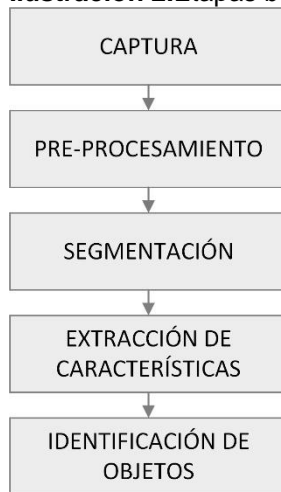 CAPTURA
PRE-PROCESAMIENTO
SEGMENTACIÓN
EXTRACCIÓN DE
CARACTERÍSTICAS
IDENTIFICACIÓN DE
OBJETOS